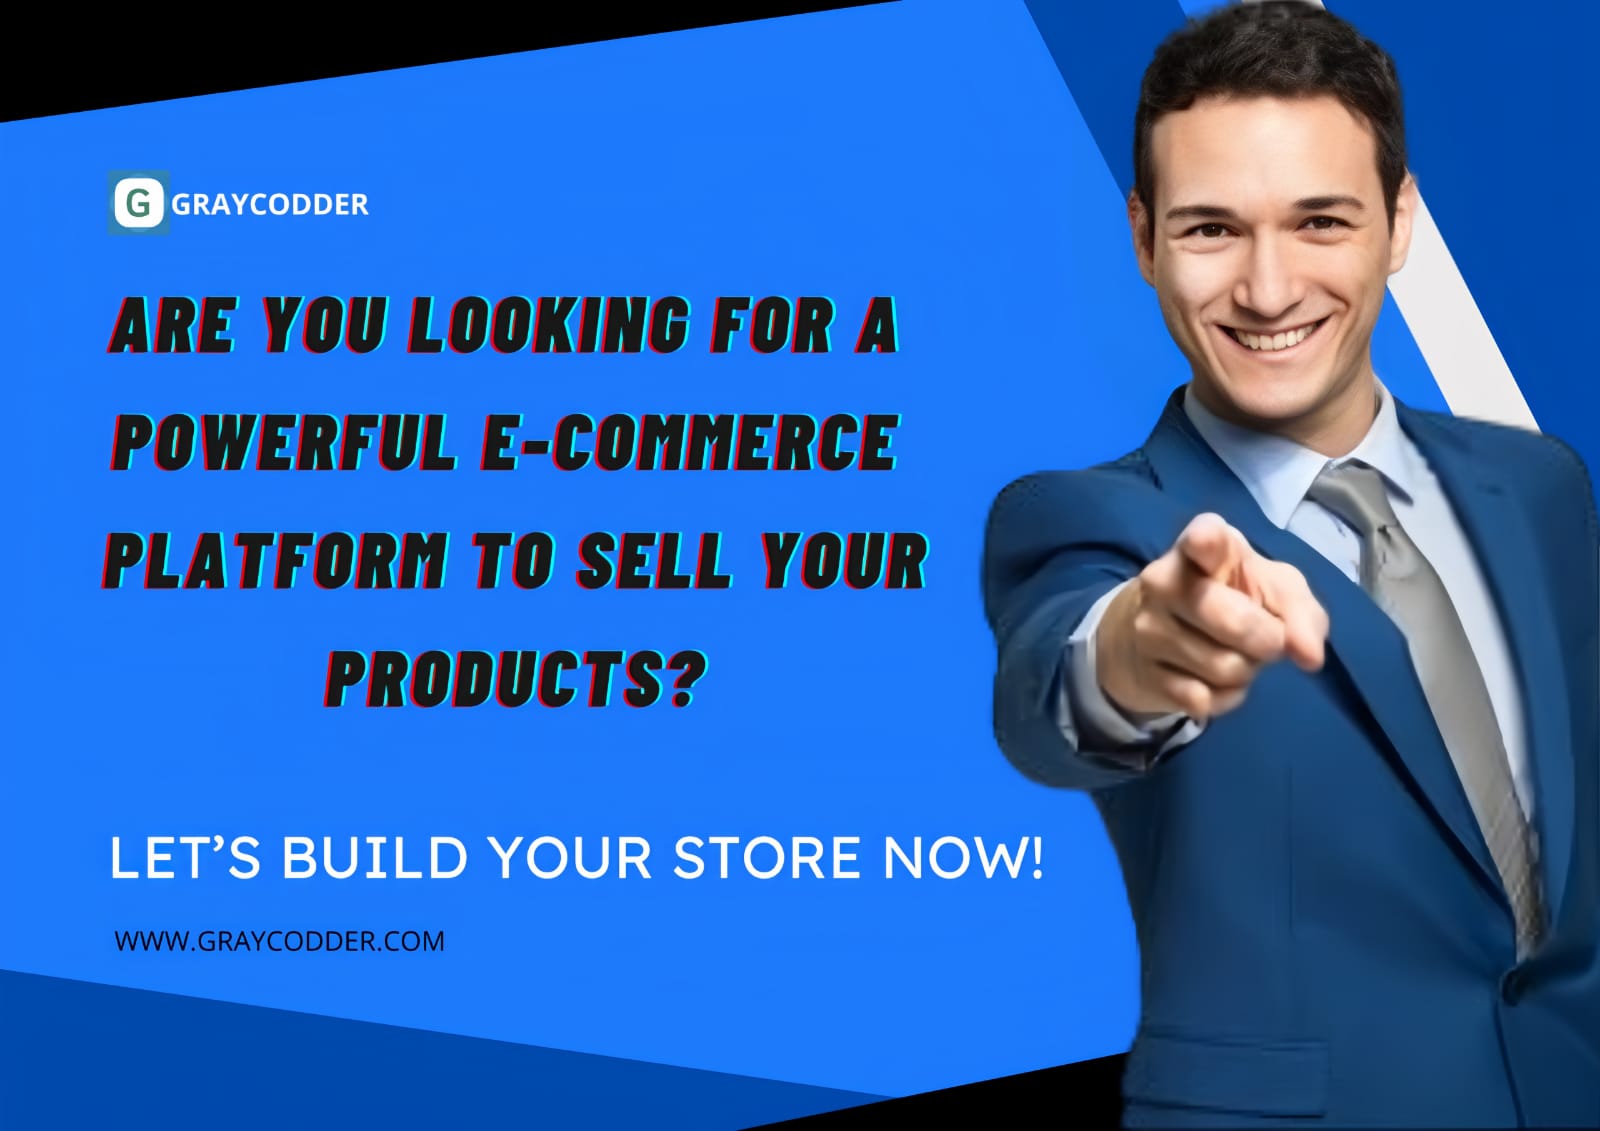 G GRAYCODDER
ARE YOU LOOKING FOR A
POWERFUL E-COMMERCE
PLATFORM TO SELL YOUR
PRODUCTS?
LET’S BUILD YOUR STORE NOW!
WWW.GRAYCODDER.COM